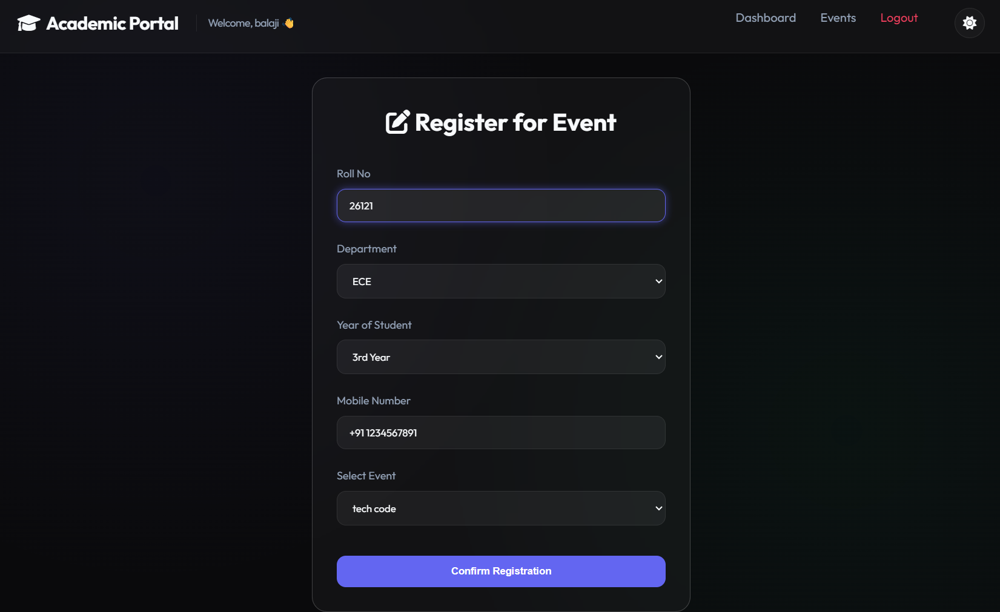 Academic Portal
Welcome, balaji 👋
Dashboard
Events
Logout
Register for Event
Roll No
26121
Department
ECE
Year of Student
3rd Year
Mobile Number
+91 1234567891
Select Event
tech code
Confirm Registration